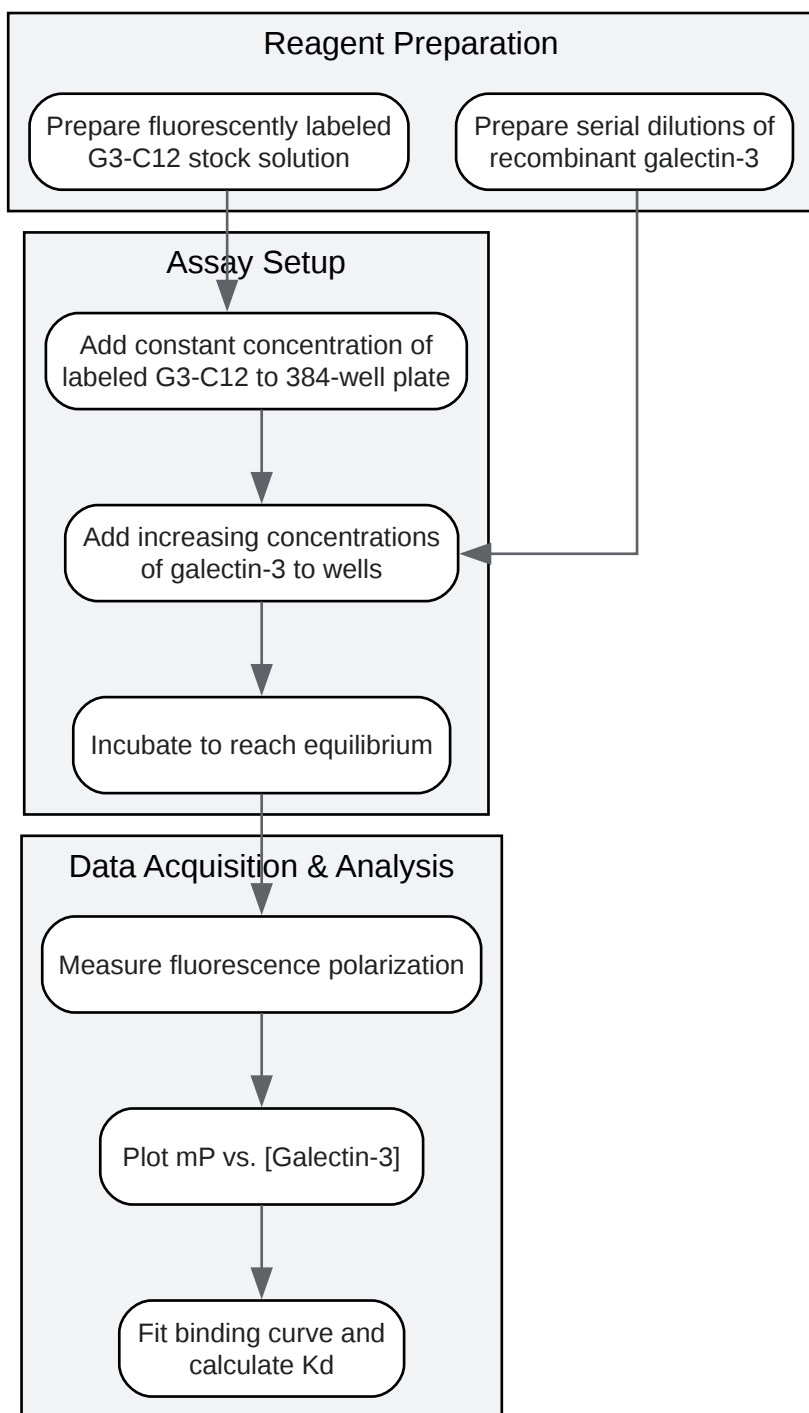 Reagent Preparation
Prepare fluorescently labeled
G3-C12 stock solution
Prepare serial dilutions of
recombinant galectin-3
Assay Setup
Add constant concentration of
labeled G3-C12 to 384-well plate
Add increasing concentrations
of galectin-3 to wells
Incubate to reach equilibrium
Data Acquisition & Analysis
Measure fluorescence polarization
Plot mP vs. [Galectin-3]
Fit binding curve and
calculate Kd